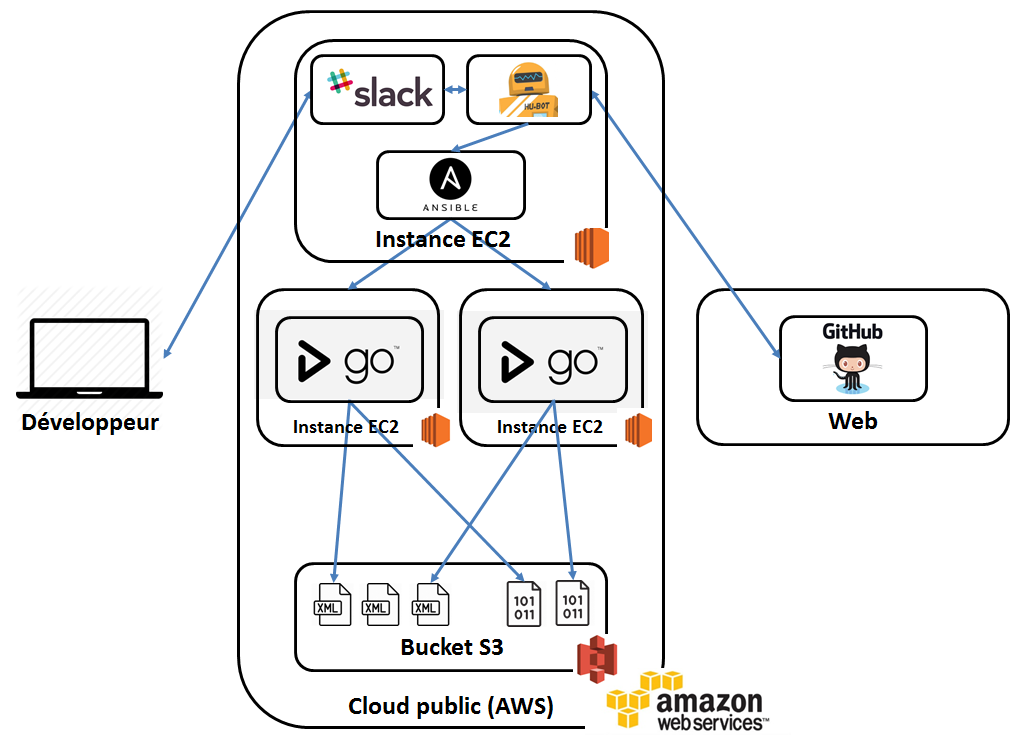 slack
HU-BOT
ANSIBLE
Instance EC2
go™
go™
GitHub
Développeur
Instance EC2
Instance EC2
Web
XML
XML
XML
101
011
101
011
Bucket S3
Cloud public (AWS)
amazon
web services™